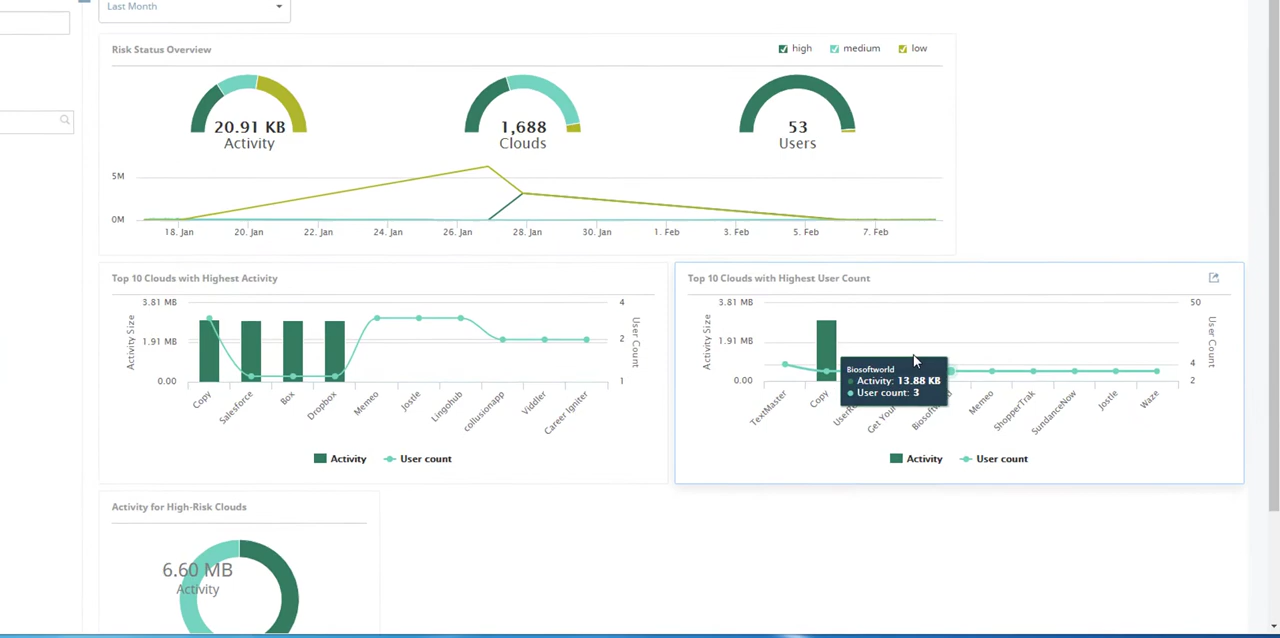 Last Month
Risk Status Overview
high medium low
20.91 KB
Activity
1,688
Clouds
53
Users
5M
0M
18. Jan 20. Jan 22. Jan 24. Jan 26. Jan 28. Jan 30. Jan 1. Feb 3. Feb 5. Feb 7. Feb
Top 10 Clouds with Highest Activity
Activity Size
3.81 MB
1.91 MB
0.00
4
2
1
User Count
Copy Salesforce Box Dropbox Memeo Jostle Lingohub collusionapp Viddler Career Igniter
Activity User count
Top 10 Clouds with Highest User Count
Activity Size
3.81 MB
1.91 MB
0.00
50
4
2
User Count
Biosoftworld
Activity: 13.88 KB
User count: 3
TextMaster Copy Get Your Memeo ShopperTrak SundanceNow Jostle Waze
Activity User count
Activity for High-Risk Clouds
6.60 MB
Activity